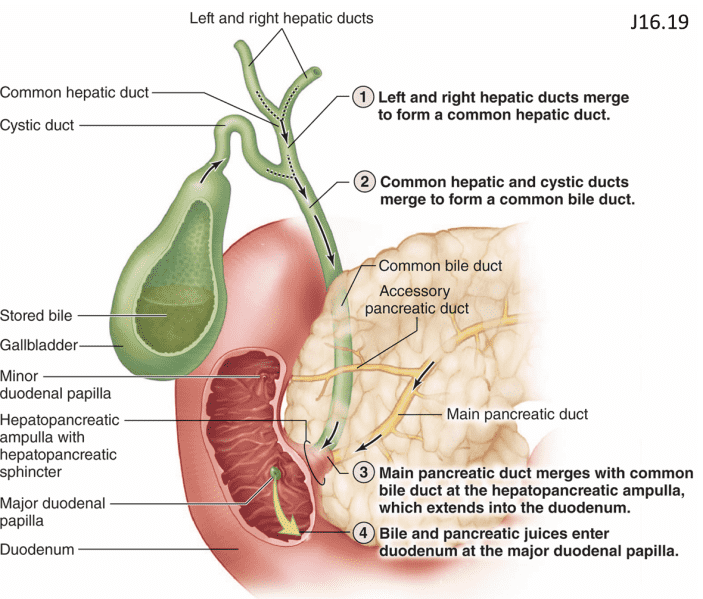 Left and right hepatic ducts
J16.19
Common hepatic duct
Cystic duct
1 Left and right hepatic ducts merge
to form a common hepatic duct.
2 Common hepatic and cystic ducts
merge to form a common bile duct.
Common bile duct
Accessory
pancreatic duct
Stored bile
Gallbladder
Minor
duodenal papilla
Main pancreatic duct
Hepatopancreatic
ampulla with
hepatopancreatic
sphincter
3 Main pancreatic duct merges with common
bile duct at the hepatopancreatic ampulla,
which extends into the duodenum.
Major duodenal
papilla
4 Bile and pancreatic juices enter
duodenum at the major duodenal papilla.
Duodenum